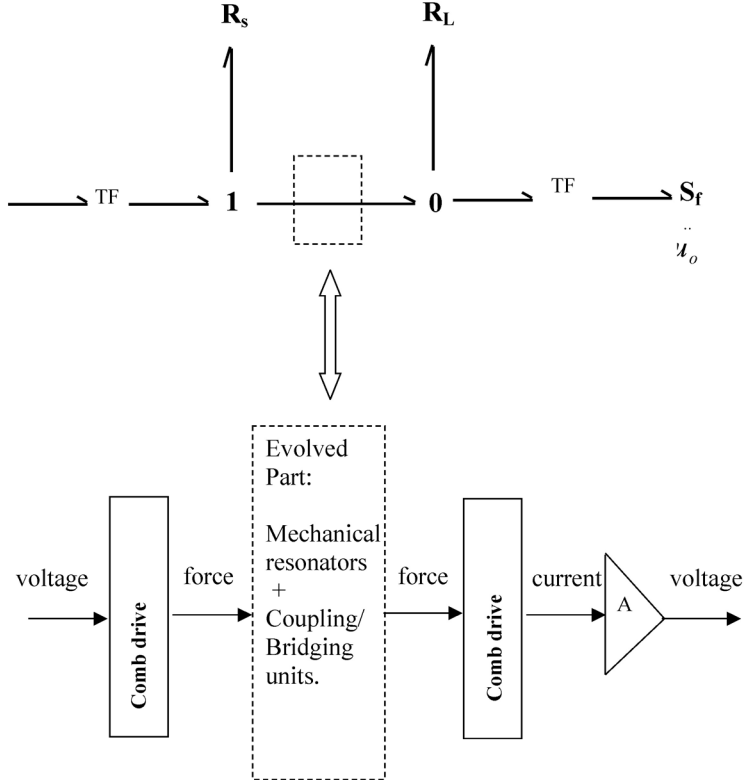 R_s R_L
TF 1 0 TF S_f
ü_o
Evolved
Part:
Mechanical
resonators
+
Coupling/
Bridging
units.
voltage force force current voltage
Comb drive
Comb drive
A